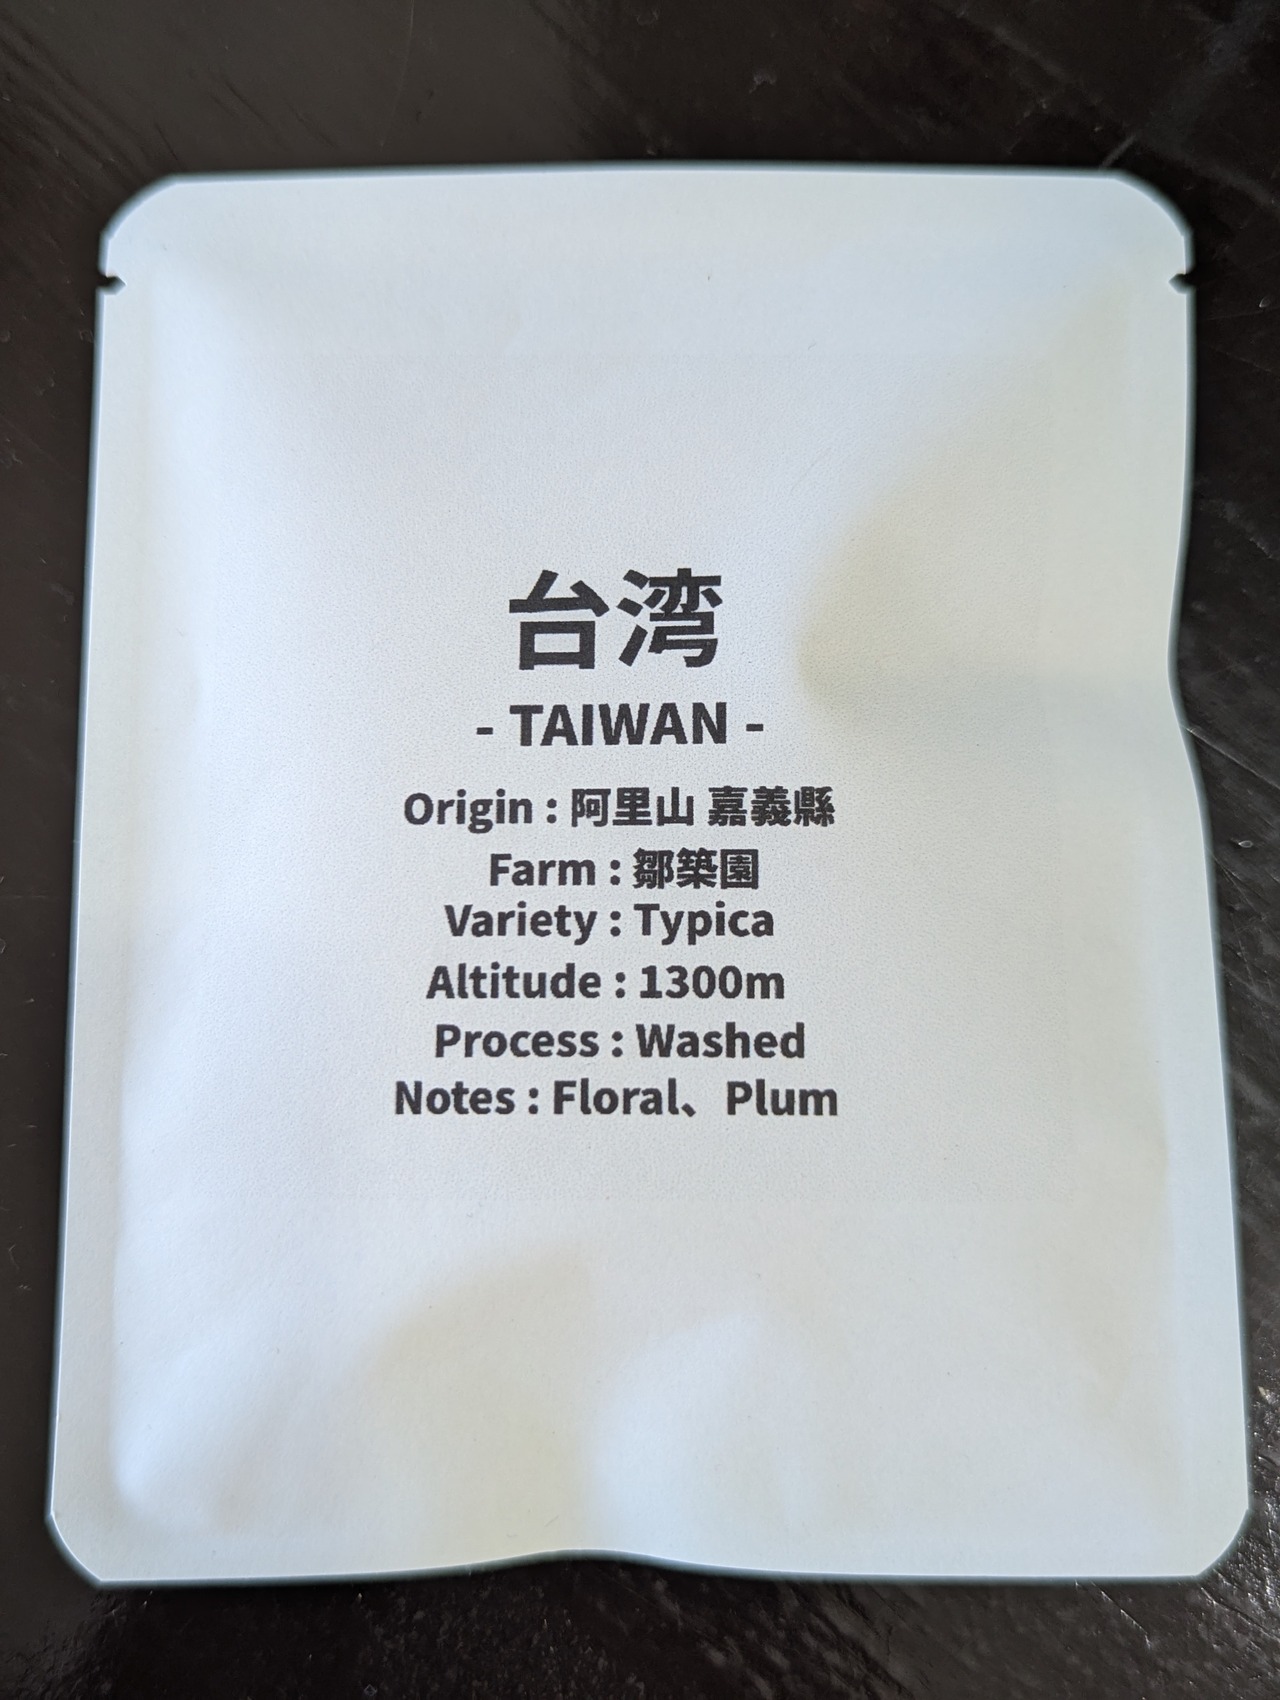 台湾
- TAIWAN -
Origin : 阿里山 嘉義縣
Farm : 鄒築園
Variety : Typica
Altitude : 1300m
Process : Washed
Notes : Floral、Plum